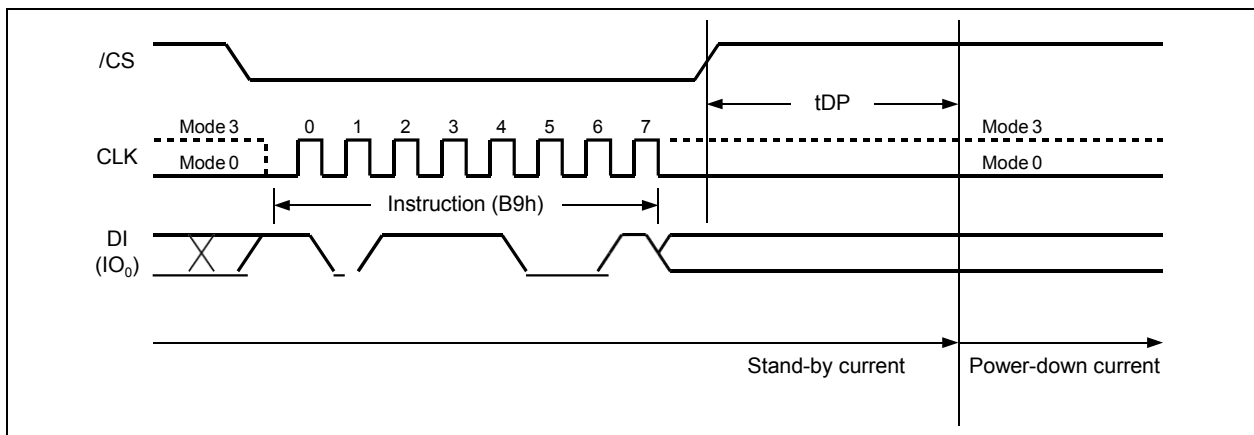 /CS
tDP
Mode 3
0 1 2 3 4 5 6 7
Mode 3
CLK
Mode 0
Mode 0
Instruction (B9h)
DI
(IO₀)
Stand-by current
Power-down current